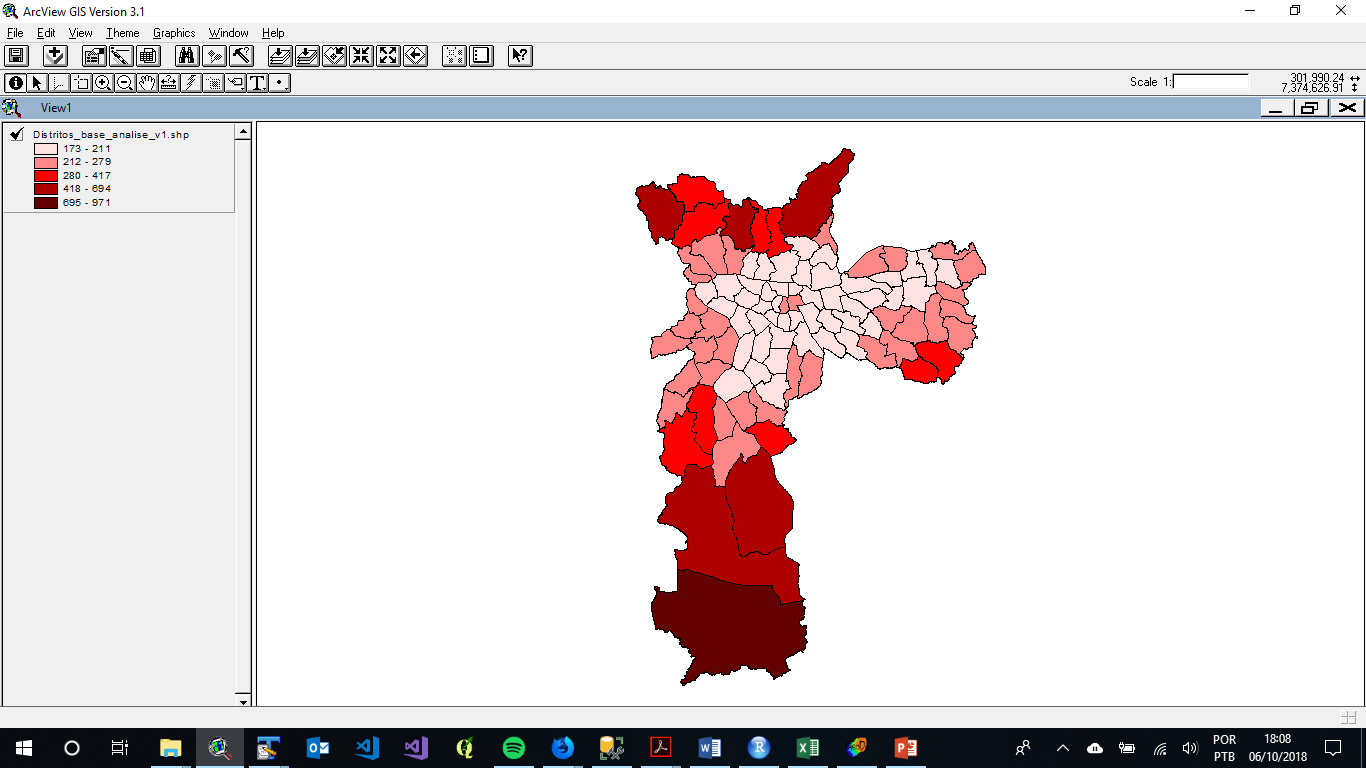 ArcView GIS Version 3.1
File Edit View Theme Graphics Window Help
Scale 1:
301,990.24
7,374,626.91
View1
Distritos_base_analise_v1.shp
173 - 211
212 - 279
280 - 417
418 - 694
695 - 971
POR
PTB
18:08
06/10/2018